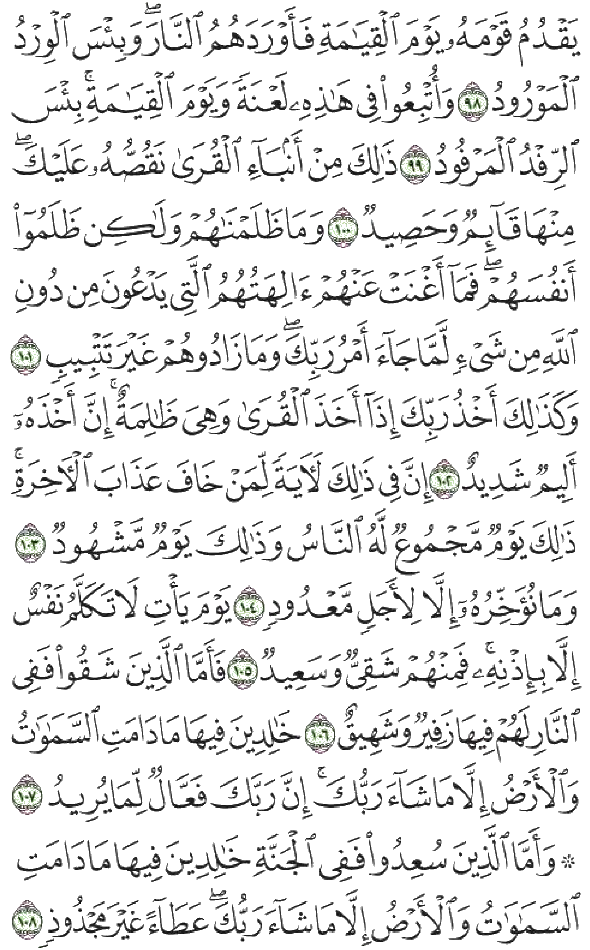 يَقْدُمُ قَوْمَهُۥ يَوْمَ ٱلْقِيَٰمَةِ فَأَوْرَدَهُمُ ٱلنَّارَۖ وَبِئْسَ ٱلْوِرْدُ
ٱلْمَوْرُودُ ۝٩٨ وَأُتْبِعُوا۟ فِى هَٰذِهِۦ لَعْنَةً وَيَوْمَ ٱلْقِيَٰمَةِۚ بِئْسَ
ٱلرِّفْدُ ٱلْمَرْفُودُ ۝٩٩ ذَٰلِكَ مِنْ أَنۢبَآءِ ٱلْقُرَىٰ نَقُصُّهُۥ عَلَيْكَۖ
مِنْهَا قَآئِمٌ وَحَصِيدٌ ۝١٠٠ وَمَا ظَلَمْنَٰهُمْ وَلَٰكِن ظَلَمُوٓا۟
أَنفُسَهُمْۖ فَمَآ أَغْنَتْ عَنْهُمْ ءَالِهَتُهُمُ ٱلَّتِى يَدْعُونَ مِن دُونِ
ٱللَّهِ مِن شَىْءٍ لَّمَّا جَآءَ أَمْرُ رَبِّكَۖ وَمَا زَادُوهُمْ غَيْرَ تَتْبِيبٍ ۝١٠١
وَكَذَٰلِكَ أَخْذُ رَبِّكَ إِذَآ أَخَذَ ٱلْقُرَىٰ وَهِىَ ظَٰلِمَةٌۚ إِنَّ أَخْذَهُۥٓ
أَلِيمٌ شَدِيدٌ ۝١٠٢ إِنَّ فِى ذَٰلِكَ لَءَايَةً لِّمَنْ خَافَ عَذَابَ ٱلْءَاخِرَةِۚ
ذَٰلِكَ يَوْمٌ مَّجْمُوعٌ لَّهُ ٱلنَّاسُ وَذَٰلِكَ يَوْمٌ مَّشْهُودٌ ۝١٠٣
وَمَا نُؤَخِّرُهُۥٓ إِلَّا لِأَجَلٍ مَّعْدُودٍ ۝١٠٤ يَوْمَ يَأْتِ لَا تَكَلَّمُ نَفْسٌ
إِلَّا بِإِذْنِهِۦۚ فَمِنْهُمْ شَقِىٌّ وَسَعِيدٌ ۝١٠٥ فَأَمَّا ٱلَّذِينَ شَقُوا۟ فَفِى
ٱلنَّارِ لَهُمْ فِيهَا زَفِيرٌ وَشَهِيقٌ ۝١٠٦ خَٰلِدِينَ فِيهَا مَا دَامَتِ ٱلسَّمَٰوَٰتُ
وَٱلْأَرْضُ إِلَّا مَا شَآءَ رَبُّكَۚ إِنَّ رَبَّكَ فَعَّالٌ لِّمَا يُرِيدُ ۝١٠٧
۞ وَأَمَّا ٱلَّذِينَ سُعِدُوا۟ فَفِى ٱلْجَنَّةِ خَٰلِدِينَ فِيهَا مَا دَامَتِ
ٱلسَّمَٰوَٰتُ وَٱلْأَرْضُ إِلَّا مَا شَآءَ رَبُّكَۖ عَطَآءً غَيْرَ مَجْذُوذٍ ۝١٠٨